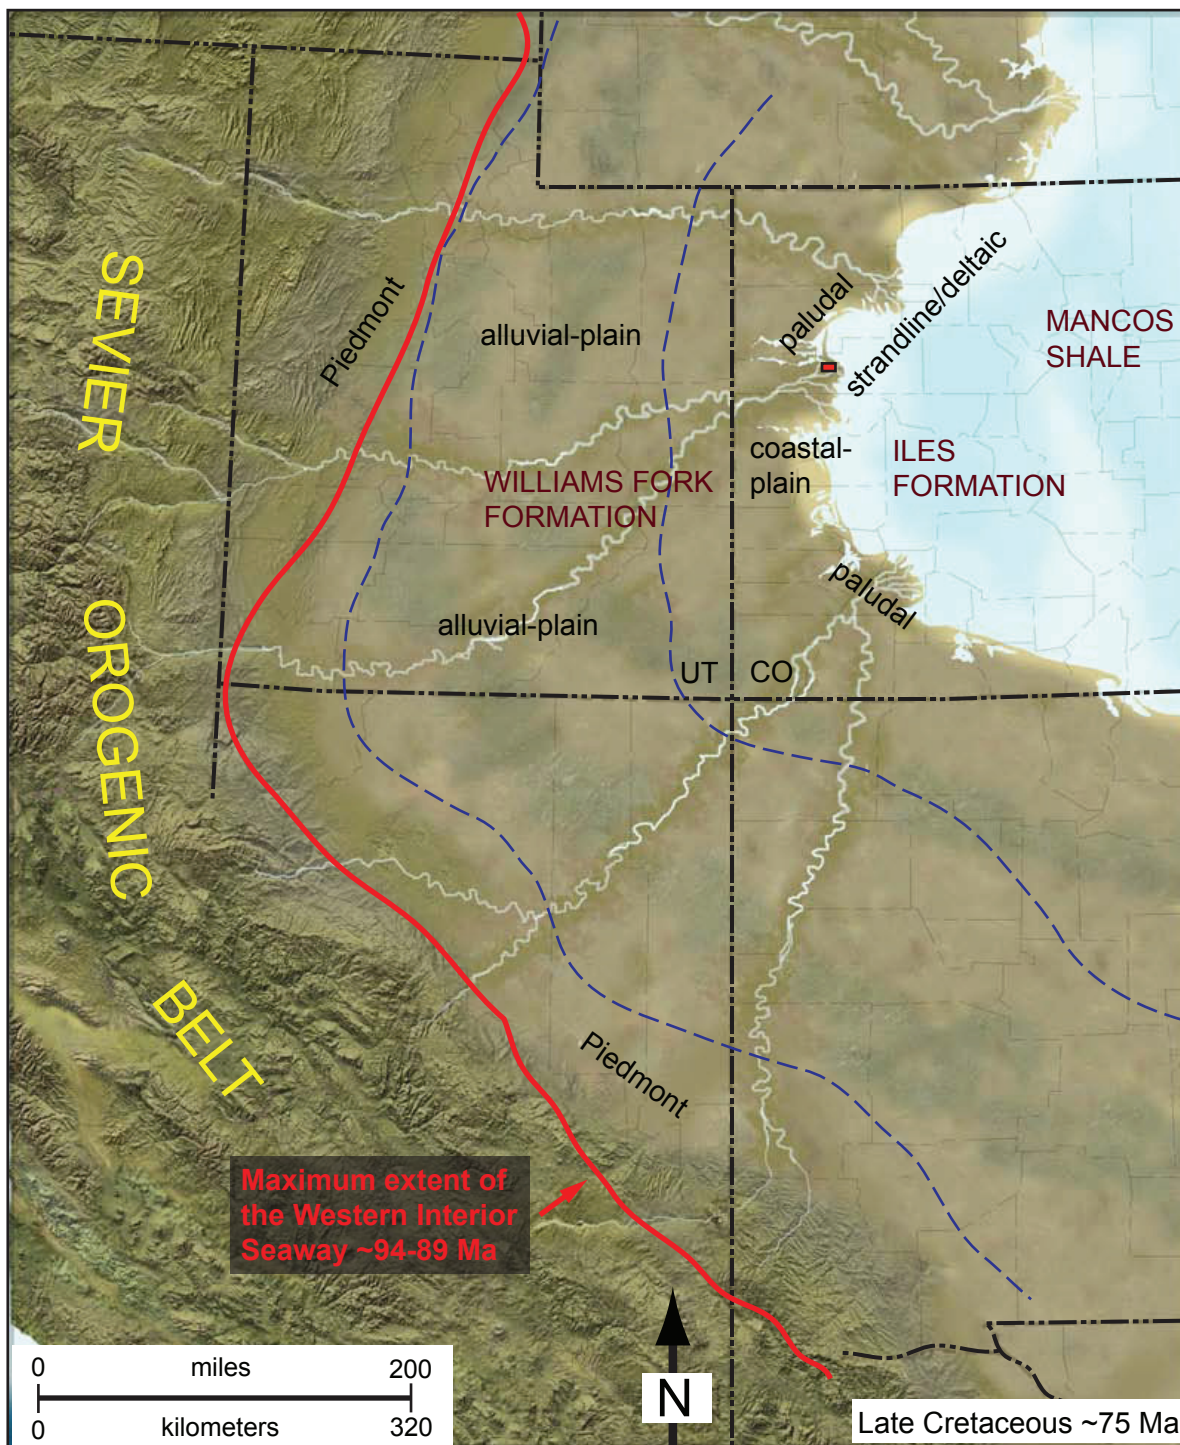 SEVIER
OROGENIC
BELT
Piedmont
alluvial-plain
paludal
strandline/deltaic
MANCOS
SHALE
coastal-
plain
ILES
FORMATION
WILLIAMS FORK
FORMATION
alluvial-plain
paludal
UT
CO
Piedmont
Maximum extent of
the Western Interior
Seaway ~94-89 Ma
0 miles 200
0 kilometers 320
N
Late Cretaceous ~75 Ma